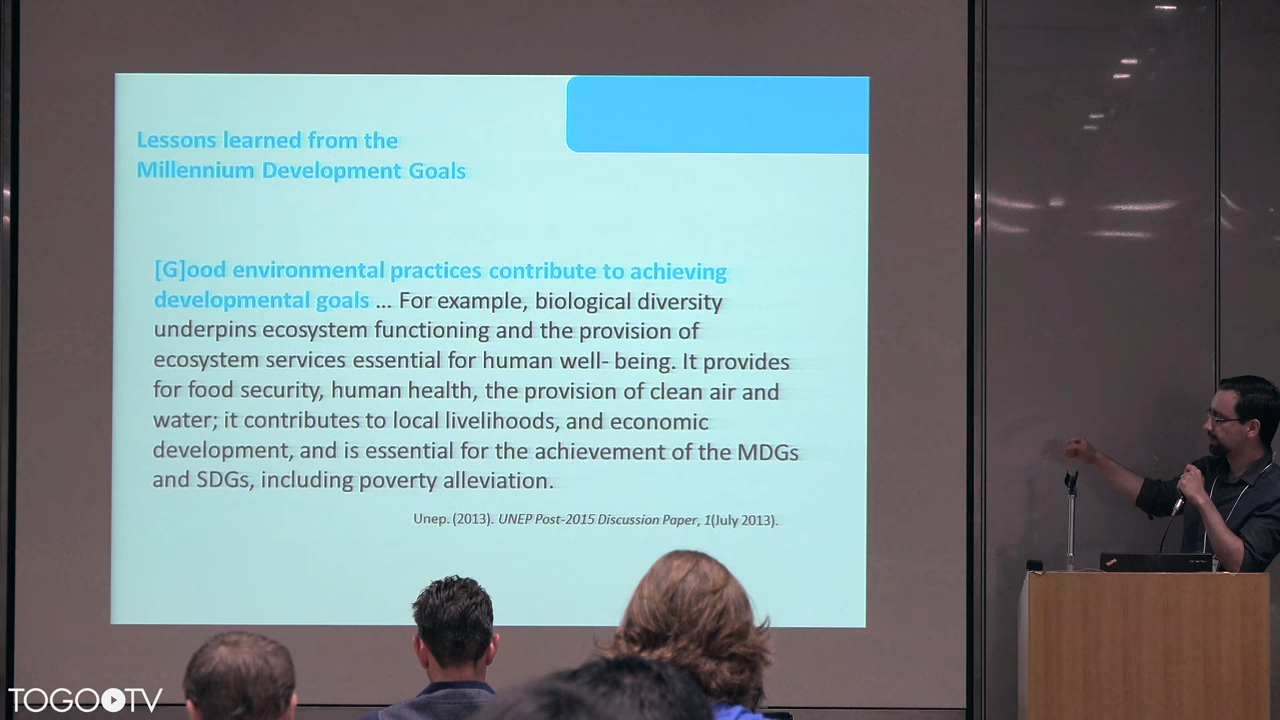 Lessons learned from the
Millennium Development Goals
[G]ood environmental practices contribute to achieving
developmental goals ... For example, biological diversity
underpins ecosystem functioning and the provision of
ecosystem services essential for human well- being. It provides
for food security, human health, the provision of clean air and
water; it contributes to local livelihoods, and economic
development, and is essential for the achievement of the MDGs
and SDGs, including poverty alleviation.
Unep. (2013). UNEP Post-2015 Discussion Paper, 1(July 2013).
TOGOTV